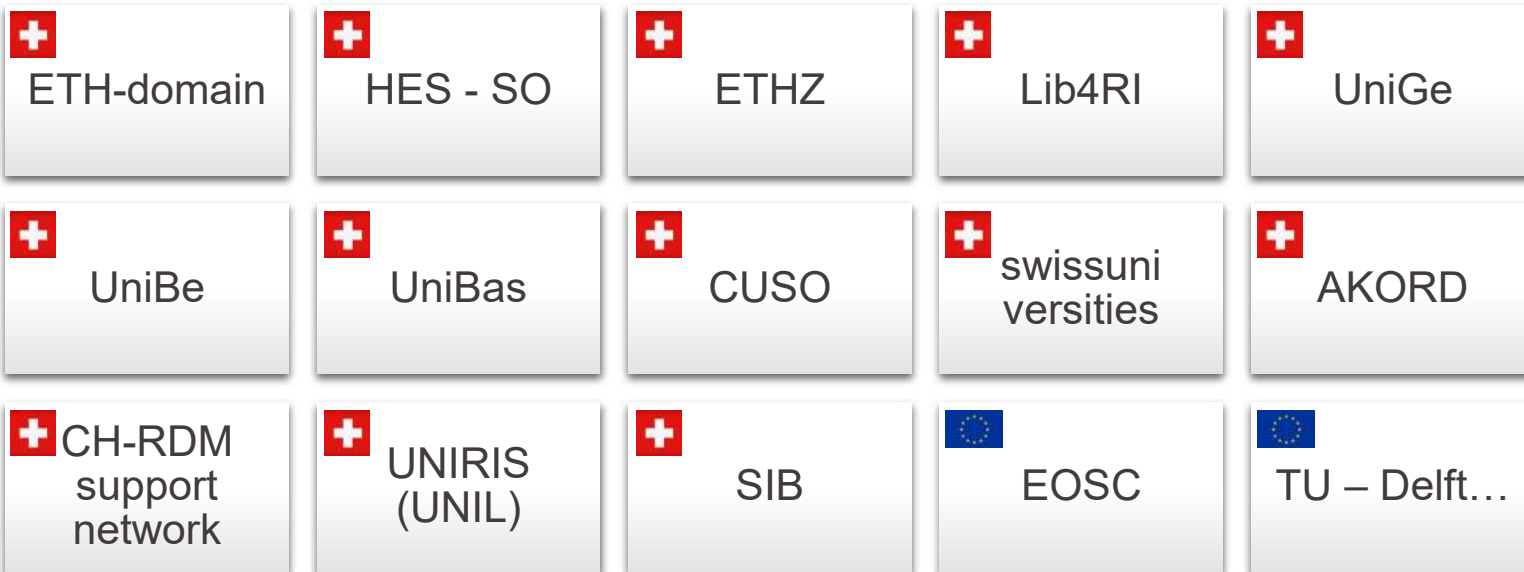 ETH-domain
HES - SO
ETHZ
Lib4RI
UniGe
UniBe
UniBas
CUSO
swissuni
versities
AKORD
CH-RDM
support
network
UNIRIS
(UNIL)
SIB
EOSC
TU – Delft…